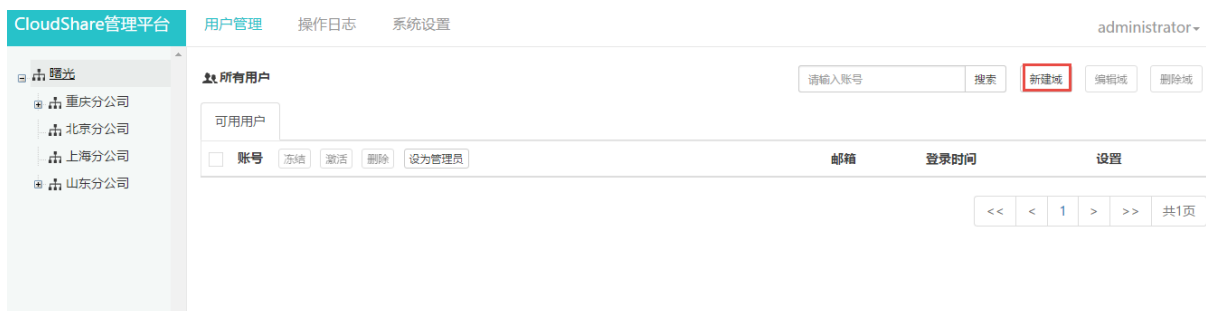 CloudShare管理平台 用户管理 操作日志 系统设置 administrator
曙光 所有用户 请输入账号 搜索 新建域 编辑域 删除域
重庆分公司
可用用户
北京分公司
上海分公司 账号 冻结 激活 删除 设为管理员 邮箱 登录时间 设置
山东分公司
<< < 1 > >> 共1页